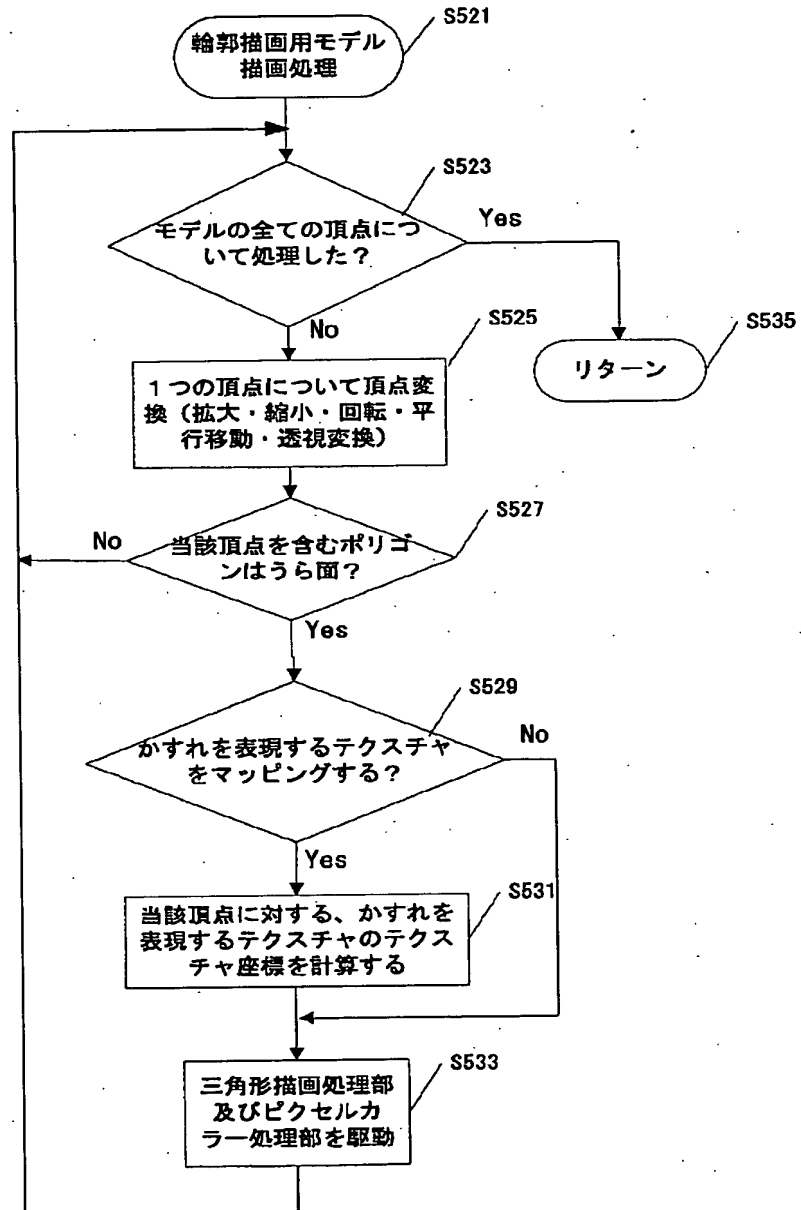 S521
輪郭描画用モデル
描画処理
S523
モデルの全ての頂点につ
いて処理した？
Yes
No
S525
１つの頂点について頂点変
換（拡大・縮小・回転・平
行移動・透視変換）
S535
リターン
S527
No
当該頂点を含むポリゴ
ンはうら面？
Yes
S529
かすれを表現するテクスチャ
をマッピングする？
No
Yes
S531
当該頂点に対する、かすれを
表現するテクスチャのテクス
チャ座標を計算する
S533
三角形描画処理部
及びピクセルカ
ラー処理部を駆動